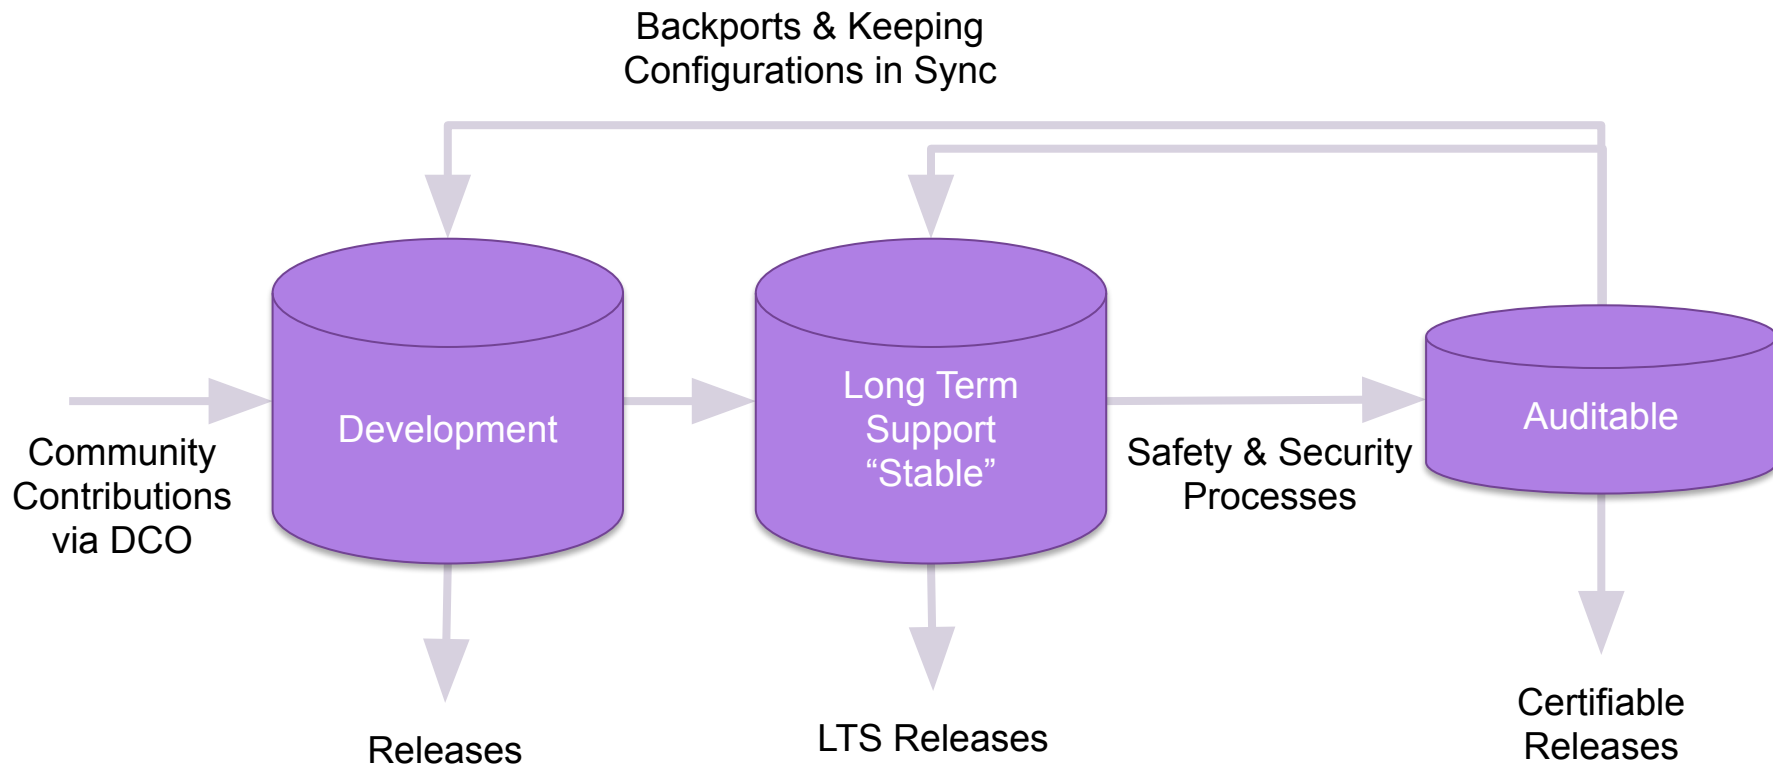 Backports & Keeping
Configurations in Sync
Community
Contributions
via DCO
Development
Long Term
Support
“Stable”
Safety & Security
Processes
Auditable
Releases
LTS Releases
Certifiable
Releases